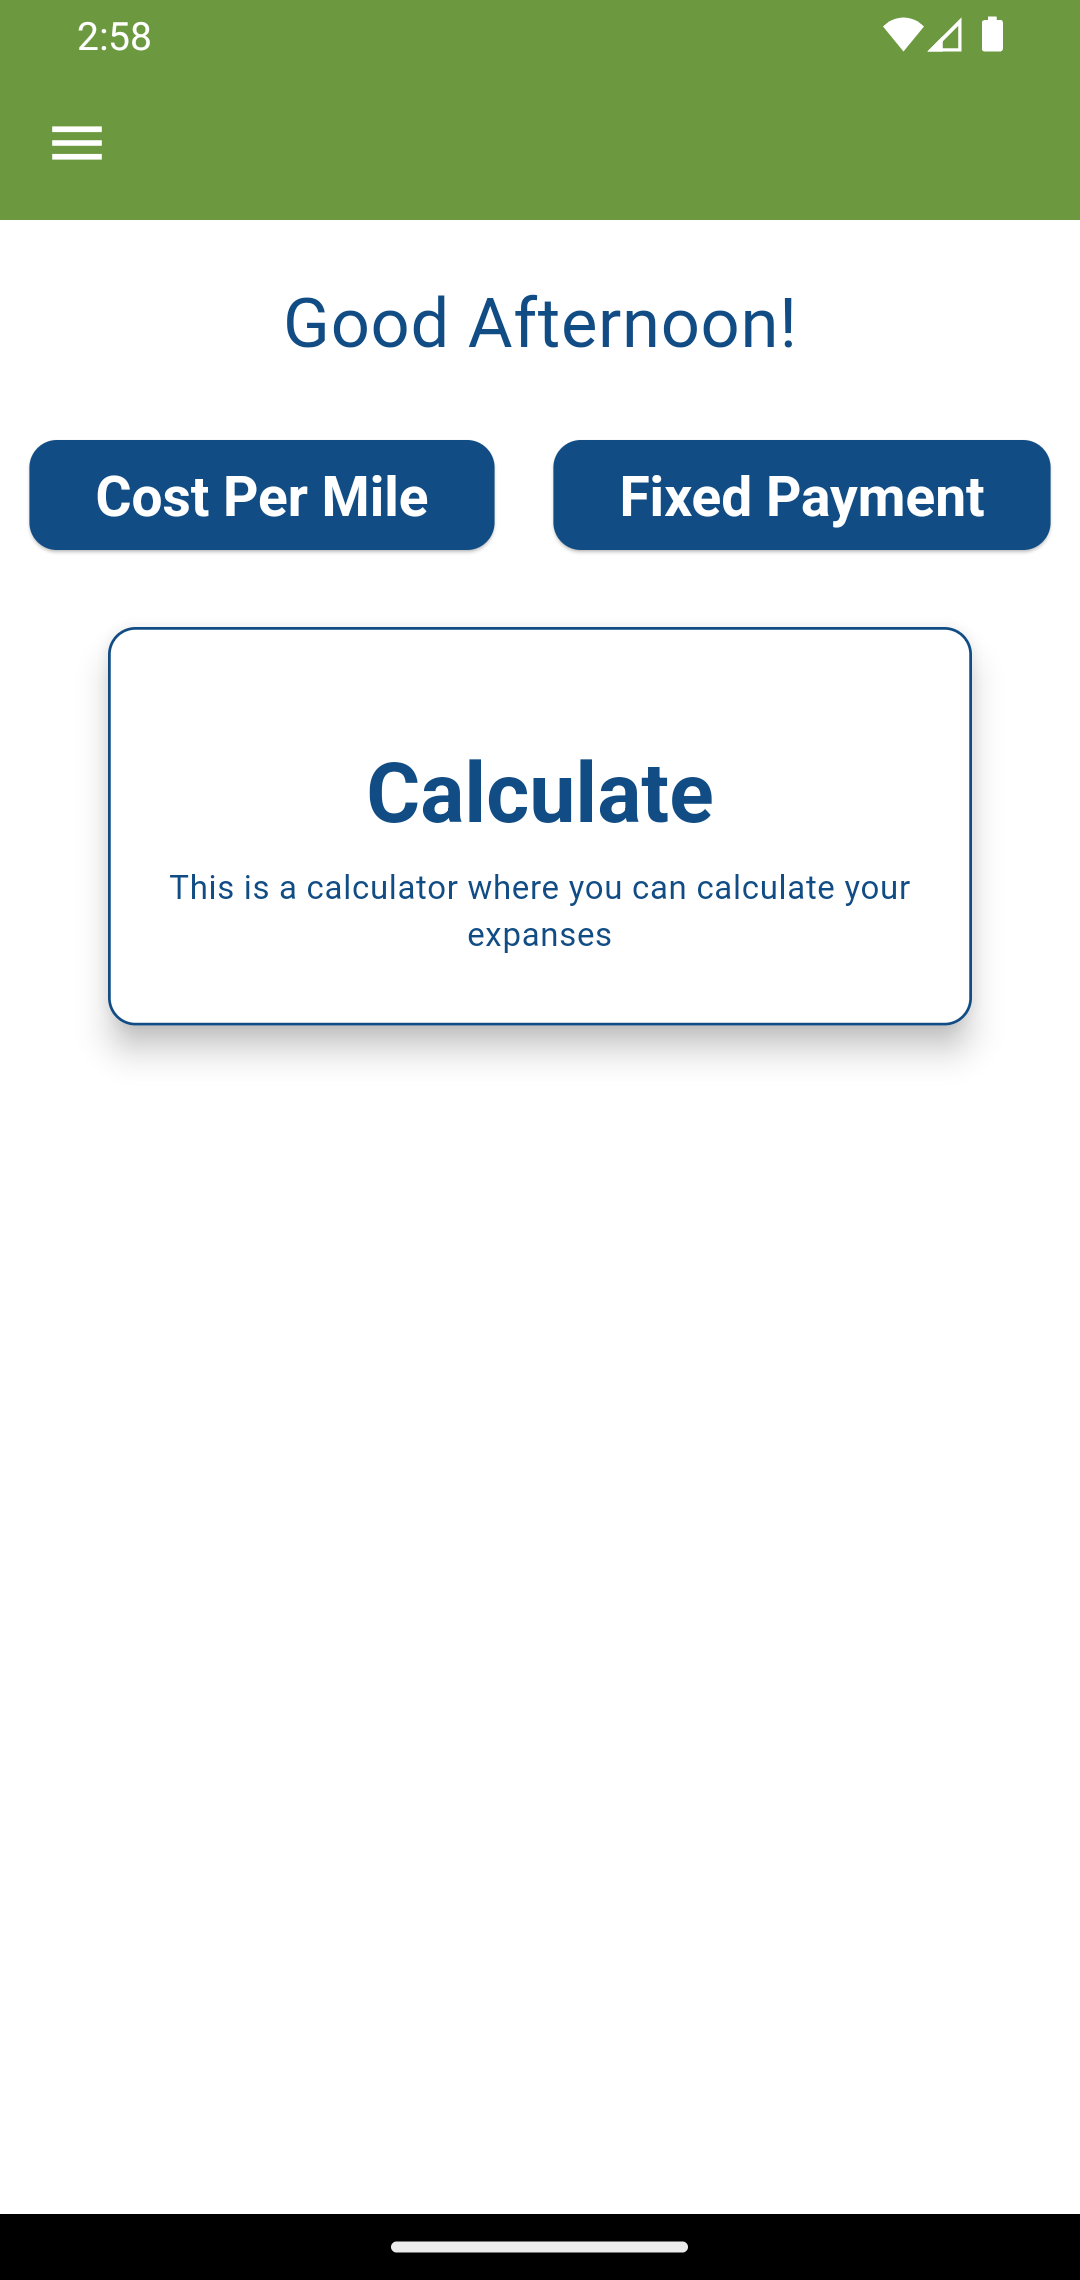 2:58
Good Afternoon!
Cost Per Mile
Fixed Payment
Calculate
This is a calculator where you can calculate your
expanses